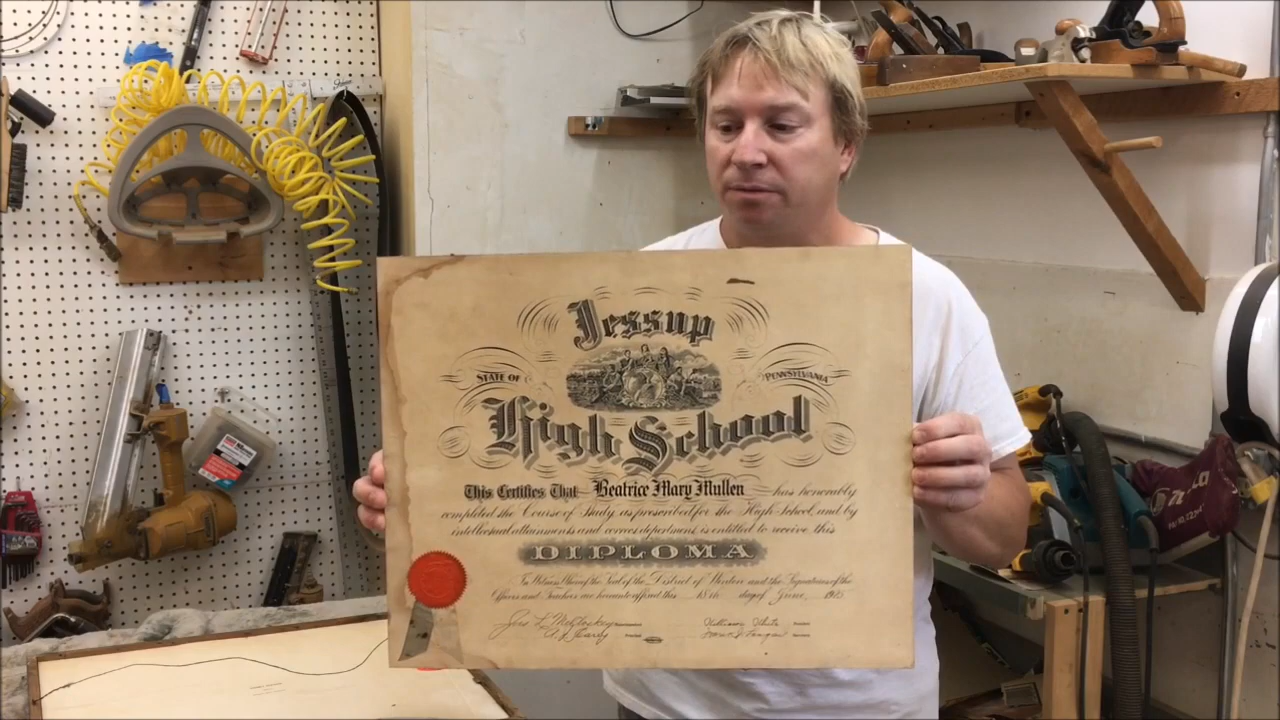 Jessup
STATE OF PENNSYLVANIA
High School
This Certifies That Beatrice Mary Mullen has honorably
completed the Course of Study as prescribed for the High School, and by
intellectual attainments and correct deportment is entitled to receive this
DIPLOMA
In Witness Whereof the Seal of the District of and the Signatures of the
Officers and Teachers are hereunto affixed this 18th day of June,
William White